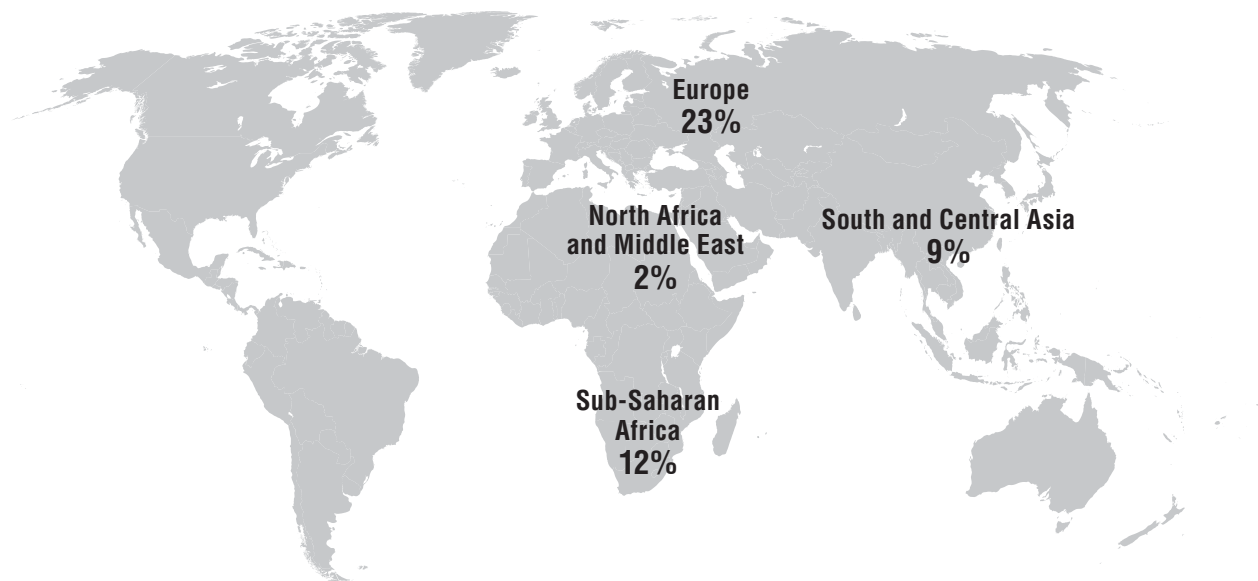 Europe
23%
North Africa
and Middle East
2%
South and Central Asia
9%
Sub-Saharan
Africa
12%